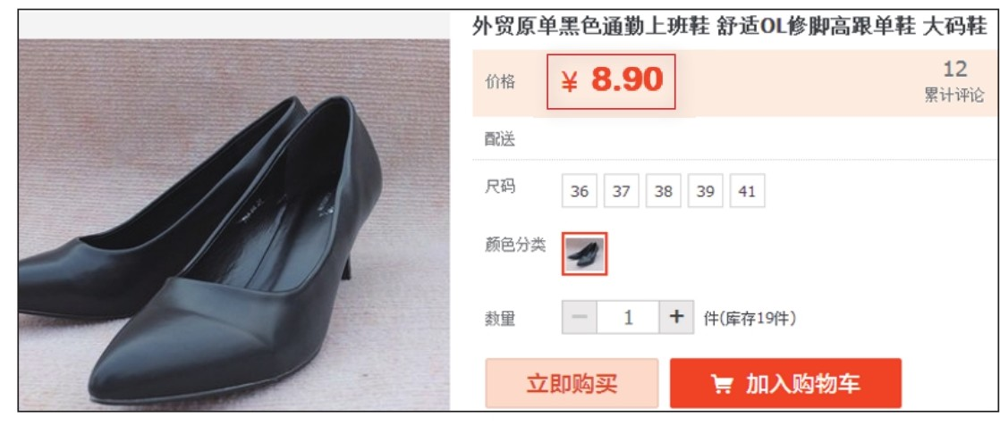 外贸原单黑色通勤上班鞋 舒适OL修脚高跟单鞋 大码鞋
价格 ¥ 8.90 12
累计评论
配送
尺码 36 37 38 39 41
颜色分类
数量 − 1 + 件(库存19件)
立即购买 加入购物车